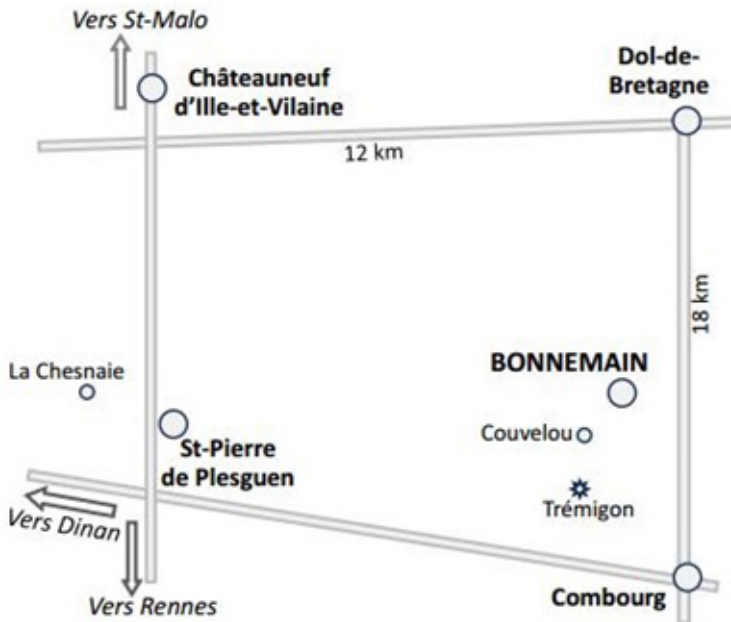 Vers St-Malo
Châteauneuf
d'Ille-et-Vilaine
Dol-de-
Bretagne
12 km
18 km
La Chesnaie
BONNEMAIN
St-Pierre
de Plesguen
Couvelou
Trémigon
Vers Dinan
Vers Rennes
Combourg